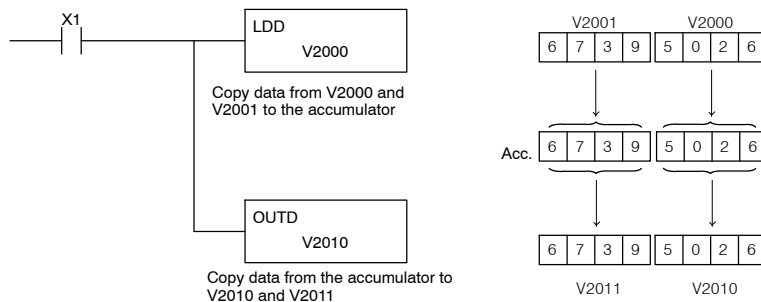 X1
LDD
V2000
Copy data from V2000 and
V2001 to the accumulator
OUTD
V2010
Copy data from the accumulator to
V2010 and V2011
V2001 V2000
6 7 3 9 5 0 2 6
Acc. 6 7 3 9 5 0 2 6
6 7 3 9 5 0 2 6
V2011 V2010